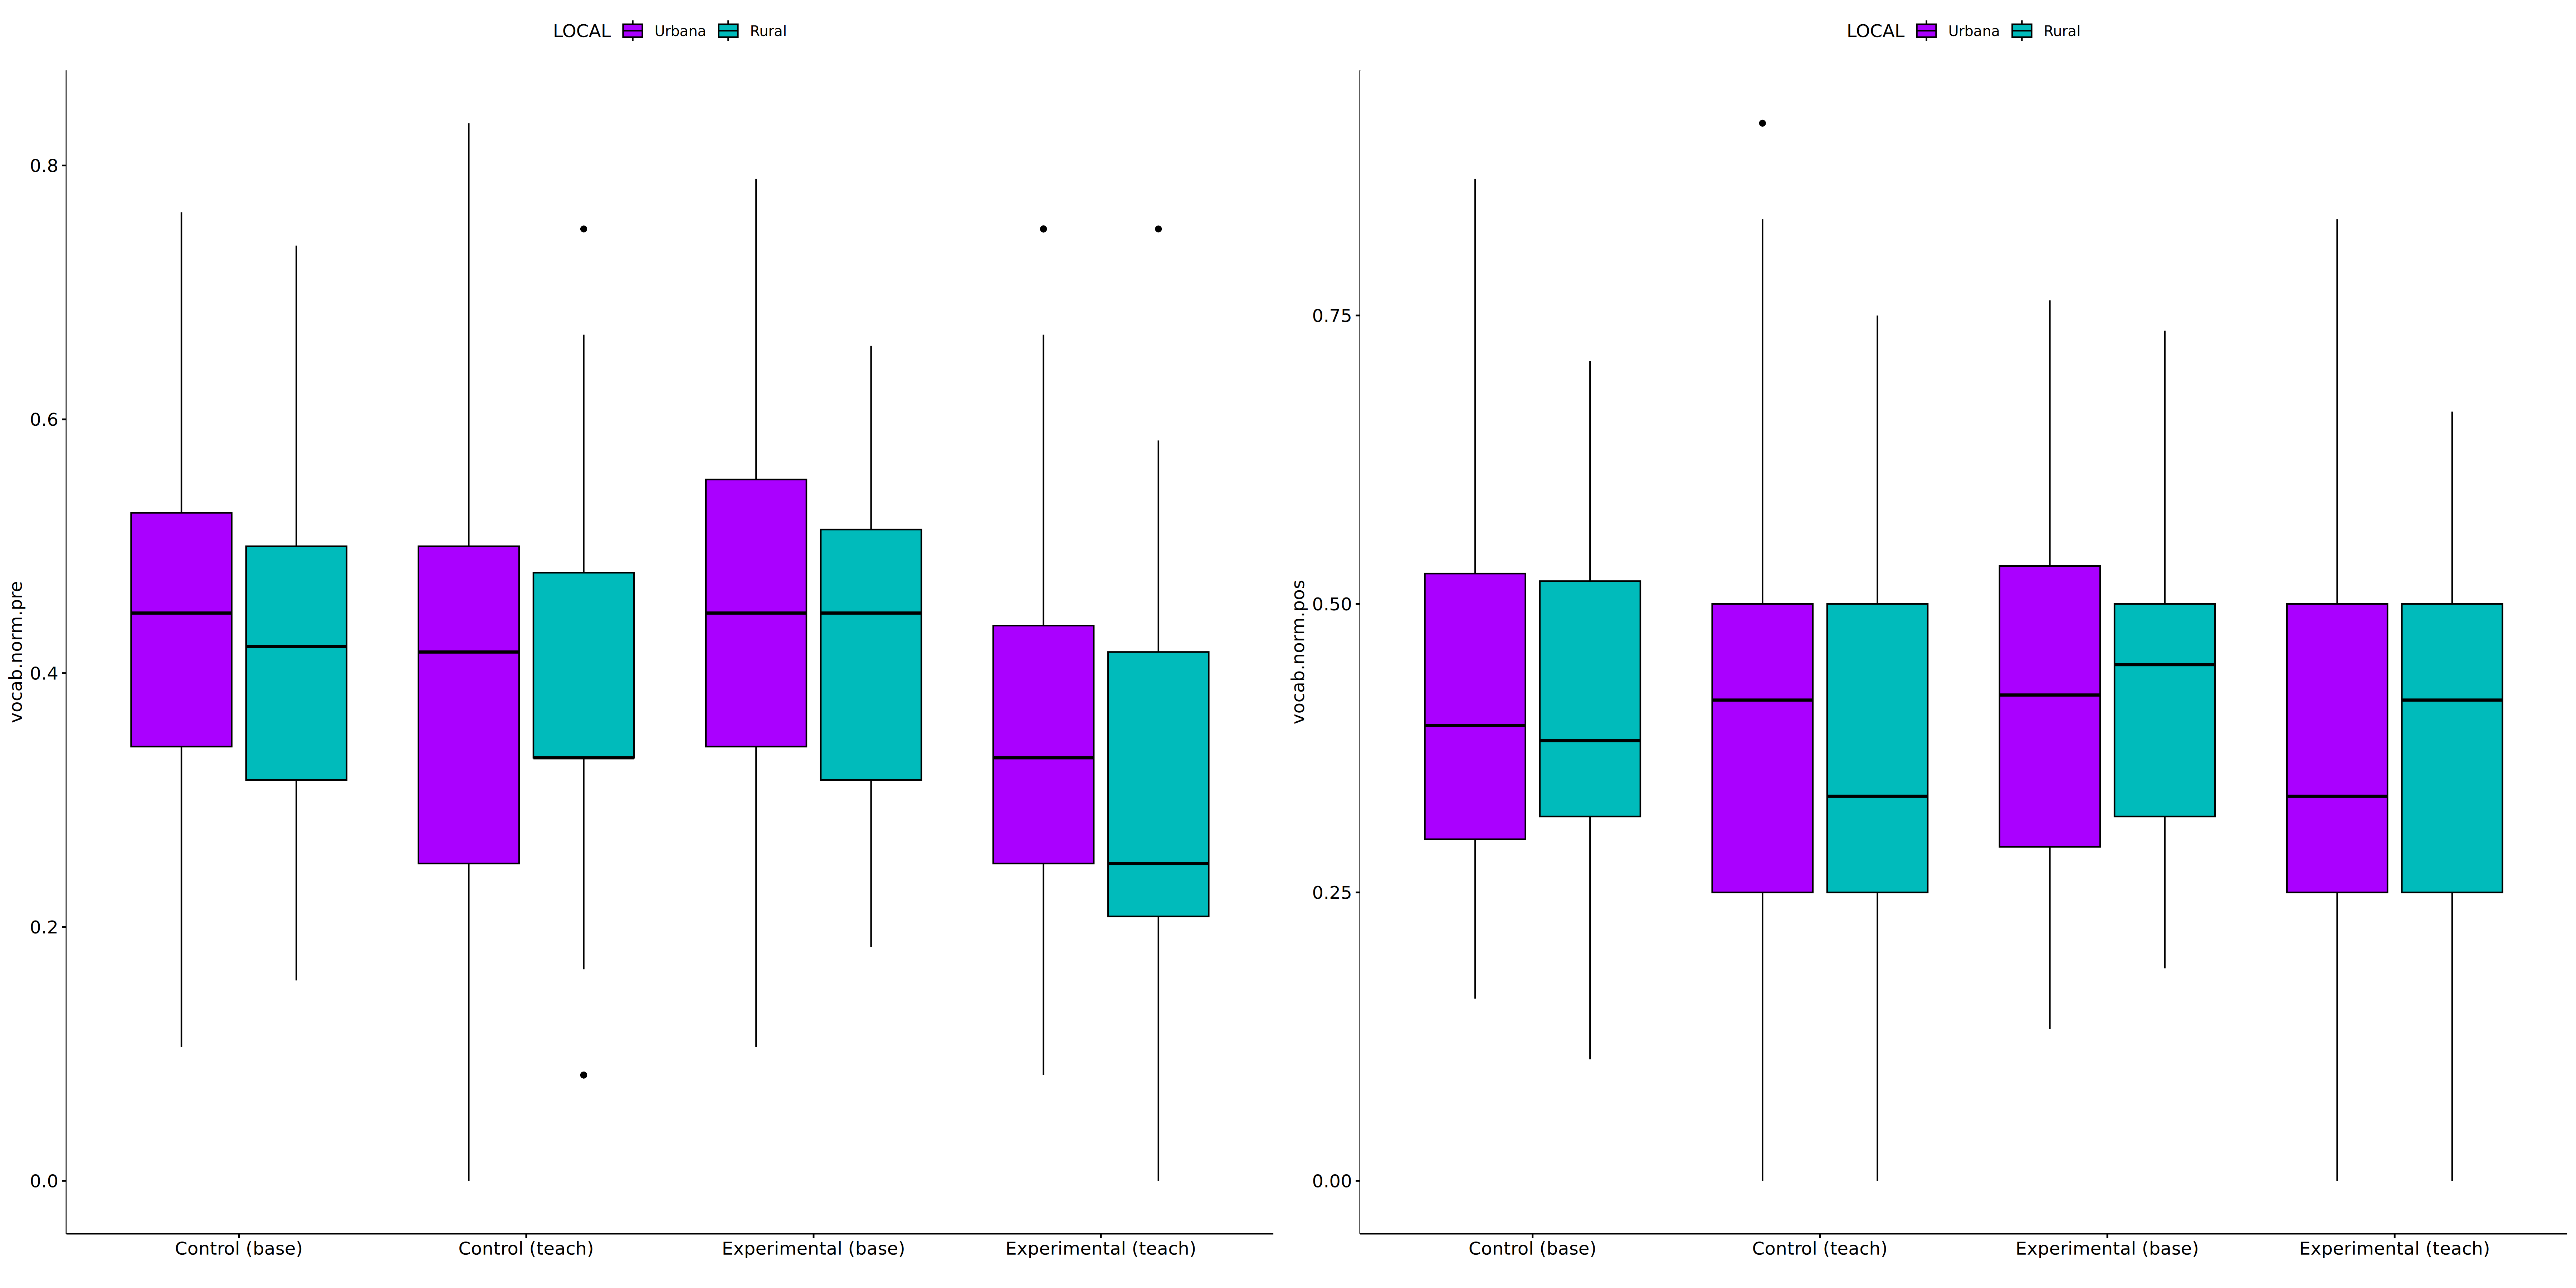 LOCAL Urbana Rural
vocab.norm.pre
0.8
0.6
0.4
0.2
0.0
Control (base) Control (teach) Experimental (base) Experimental (teach)
LOCAL Urbana Rural
vocab.norm.pos
0.75
0.50
0.25
0.00
Control (base) Control (teach) Experimental (base) Experimental (teach)